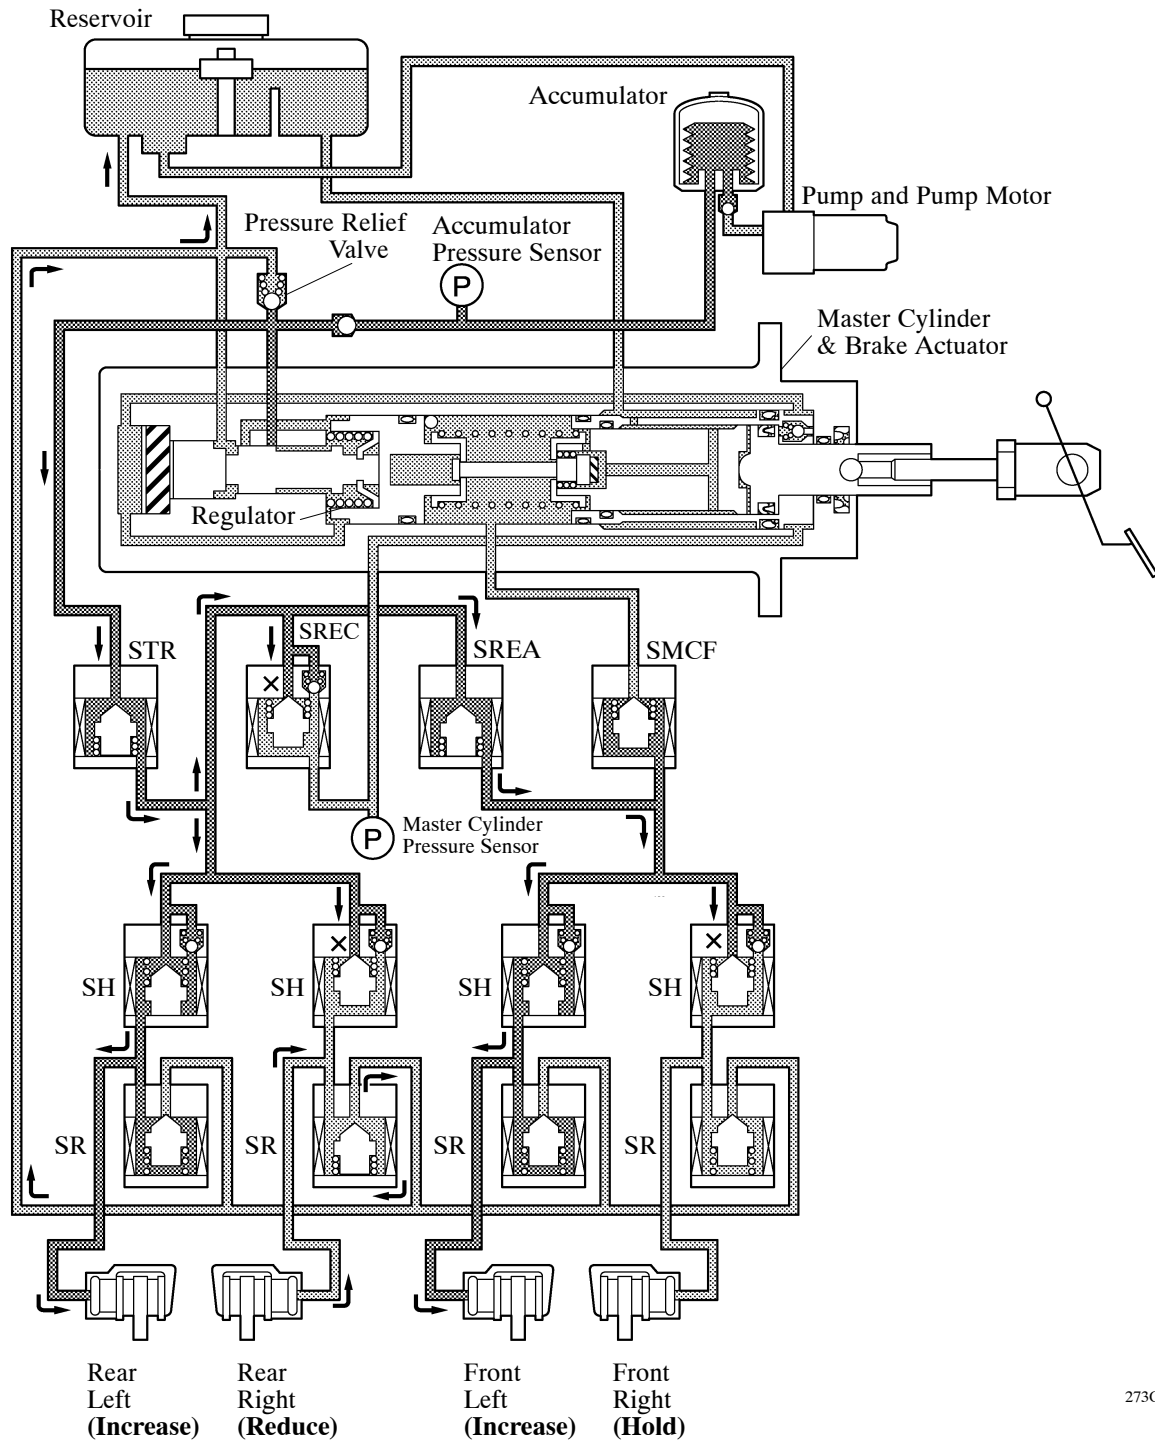 Reservoir
Accumulator
Pump and Pump Motor
Pressure Relief
Valve
Accumulator
Pressure Sensor
P
Master Cylinder
& Brake Actuator
Regulator
STR
SREC
SREA
SMCF
P
Master Cylinder
Pressure Sensor
SH
SH
SH
SH
SR
SR
SR
SR
Rear
Left
(Increase)
Rear
Right
(Reduce)
Front
Left
(Increase)
Front
Right
(Hold)